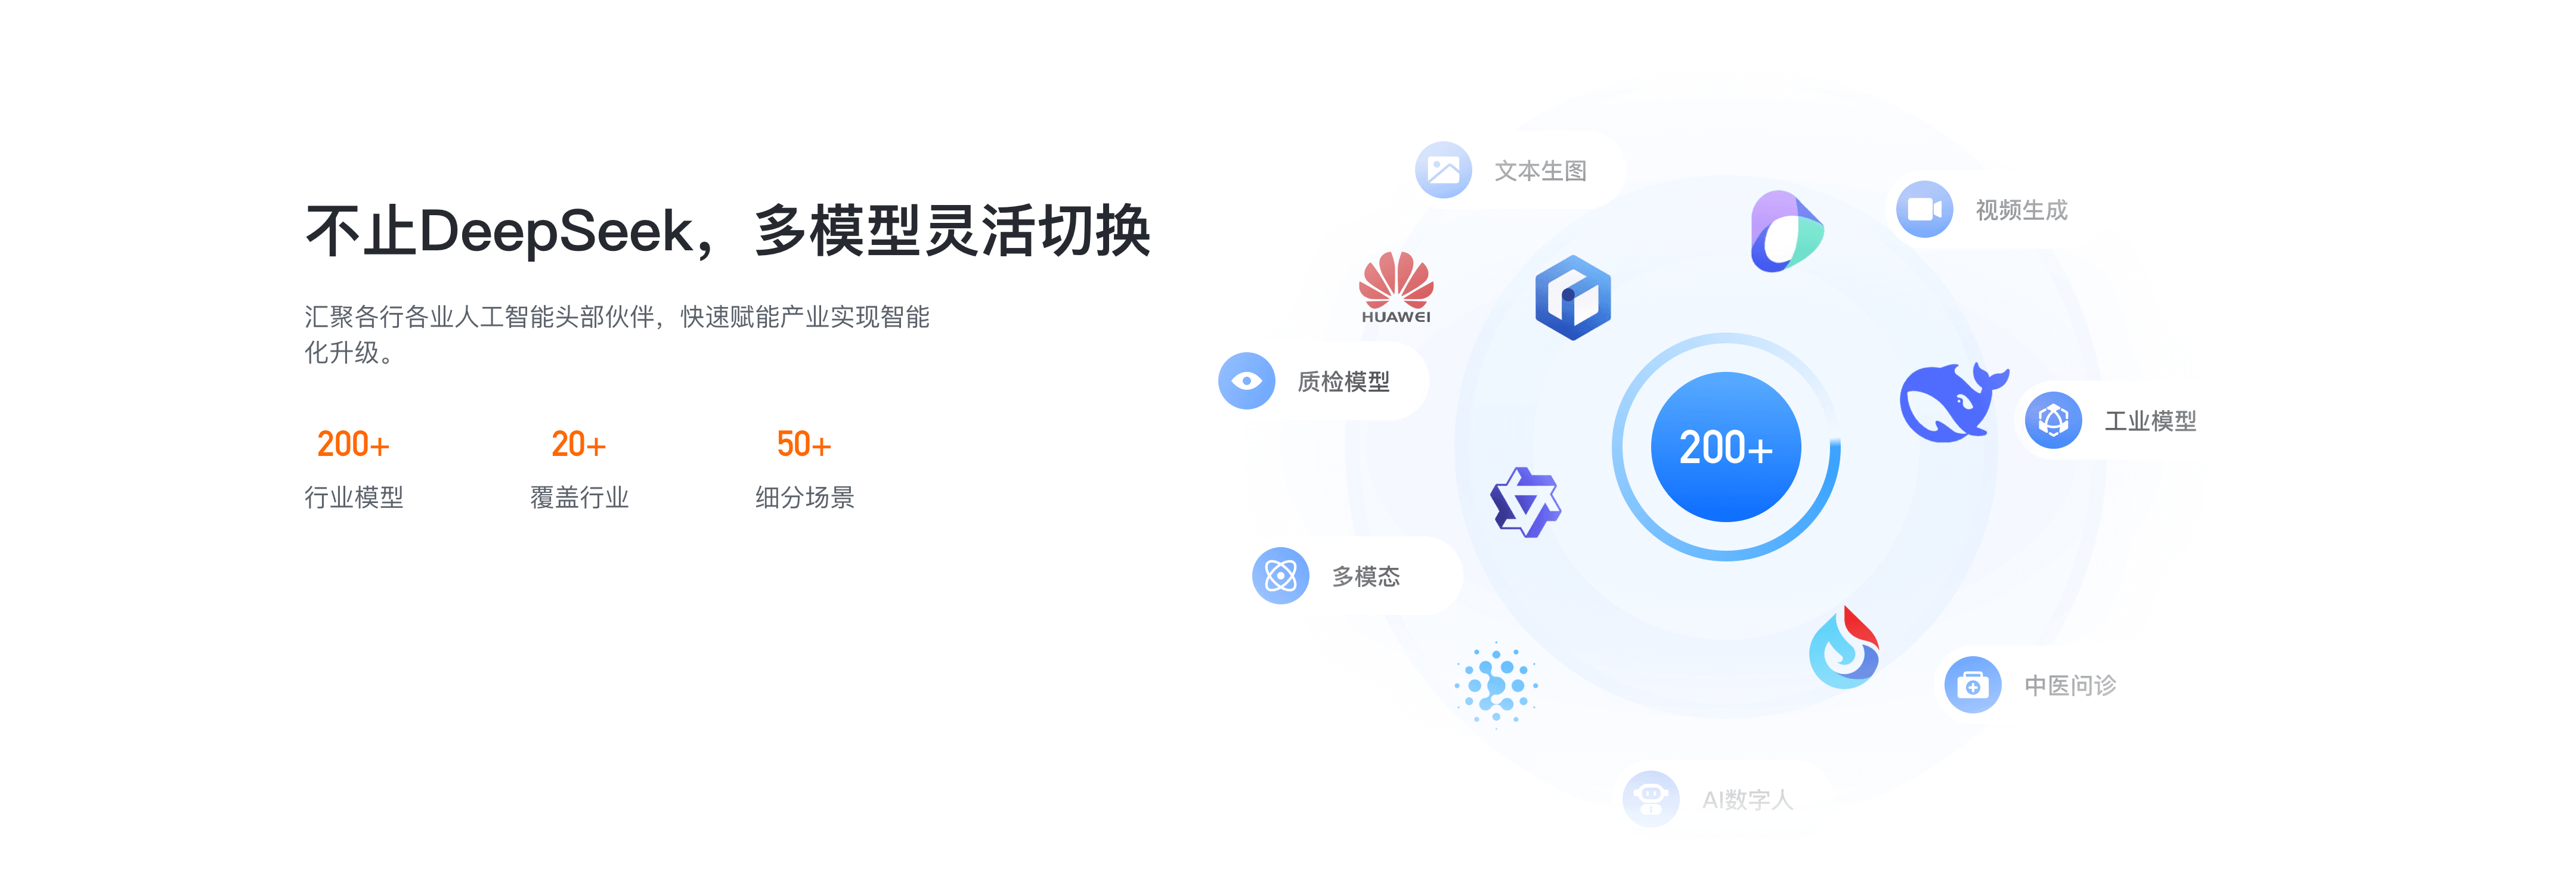 不止DeepSeek，多模型灵活切换
汇聚各行各业人工智能头部伙伴，快速赋能产业实现智能
化升级。
200+
行业模型
20+
覆盖行业
50+
细分场景
文本生图
视频生成
HUAWEI
质检模型
200+
工业模型
多模态
中医问诊
AI数字人